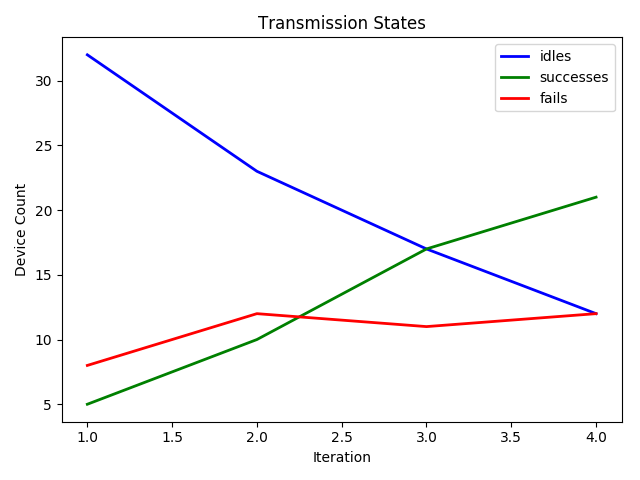 Transmission States
idles
successes
fails
Device Count
30
25
20
15
10
5
1.0 1.5 2.0 2.5 3.0 3.5 4.0
Iteration